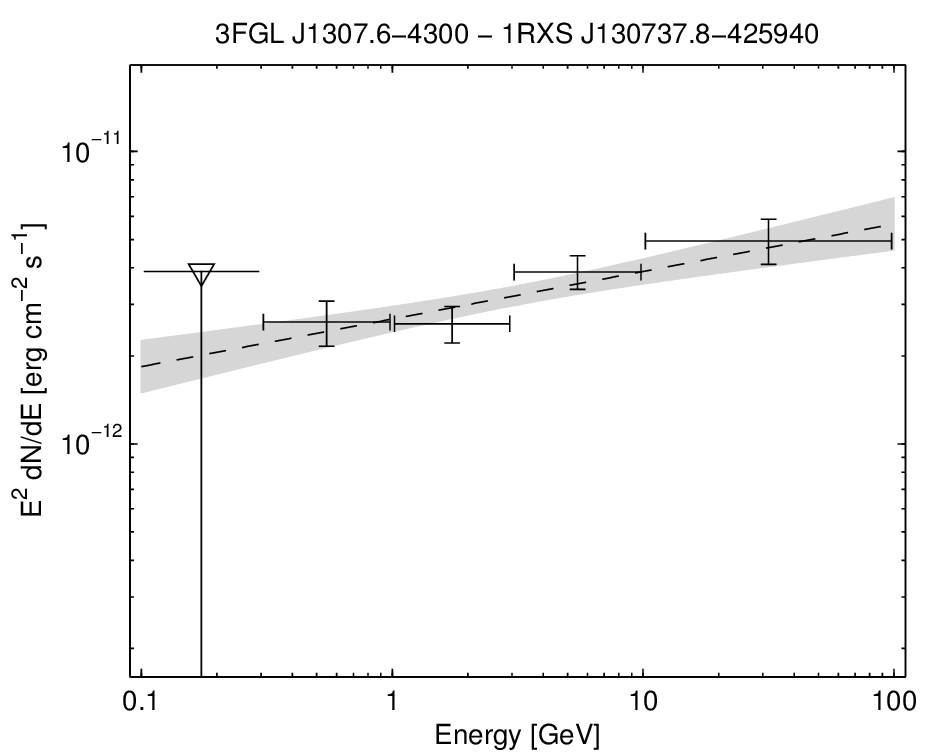 3FGL J1307.6−4300 − 1RXS J130737.8−425940
10⁻¹¹
10⁻¹²
E² dN/dE [erg cm⁻² s⁻¹]
0.1 1 10 100
Energy [GeV]